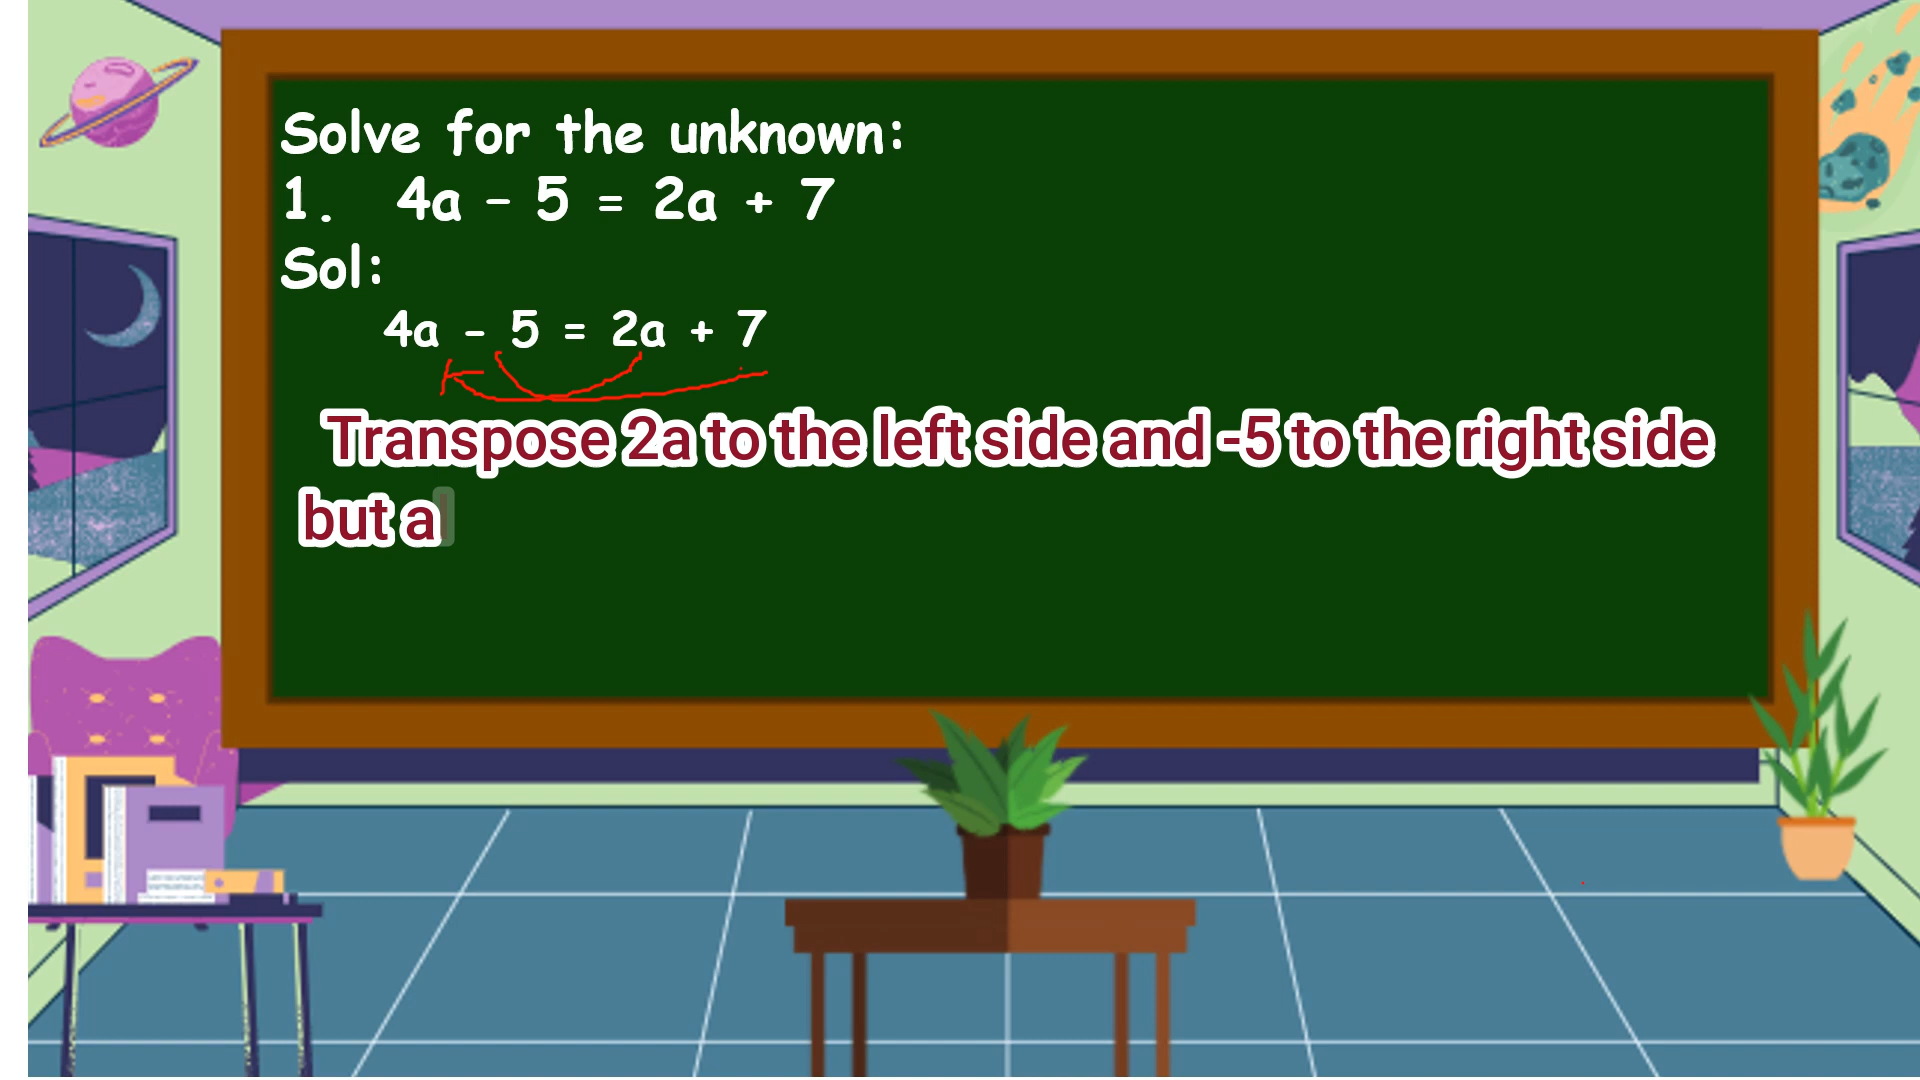 Solve for the unknown:
1. 4a – 5 = 2a + 7
Sol:
4a - 5 = 2a + 7
Transpose 2a to the left side and -5 to the right side
but a